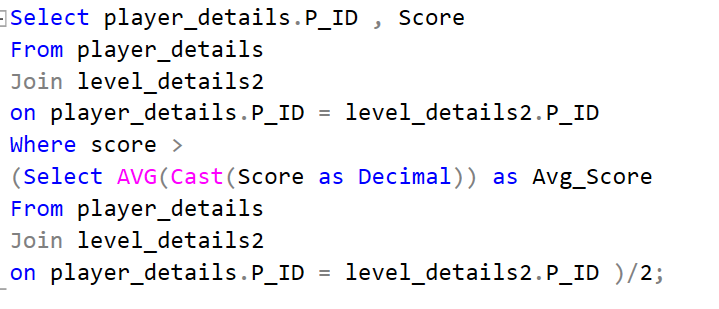 Select player_details.P_ID , Score
From player_details
Join level_details2
on player_details.P_ID = level_details2.P_ID
Where score >
(Select AVG(Cast(Score as Decimal)) as Avg_Score
From player_details
Join level_details2
on player_details.P_ID = level_details2.P_ID )/2;